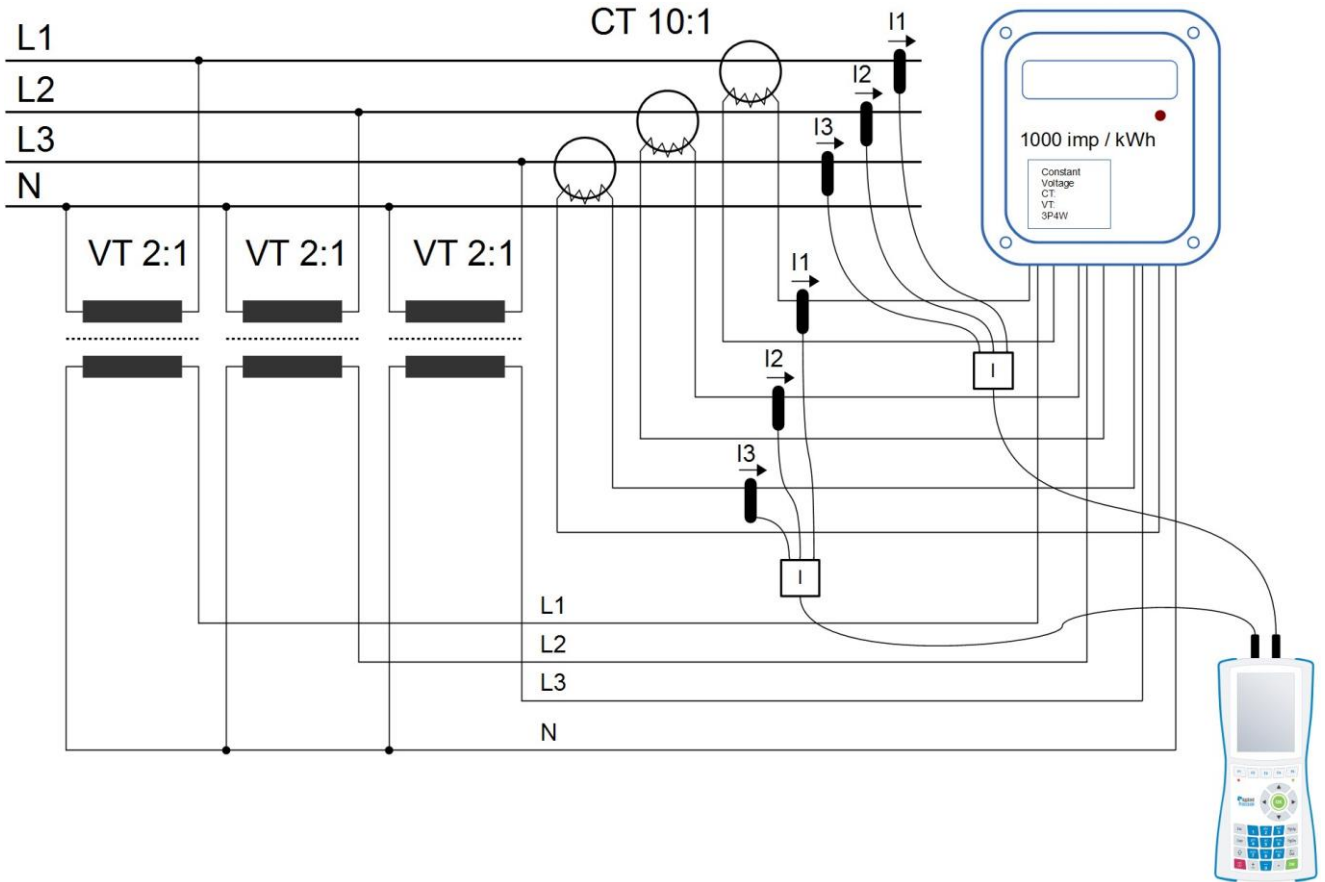 CT 10:1
L1
L2
L3
N
I1
I2
I3
1000 imp / kWh
Constant
Voltage
CT:
VT:
3P4W
VT 2:1
VT 2:1
VT 2:1
I1
I2
I3
I
I
L1
L2
L3
N